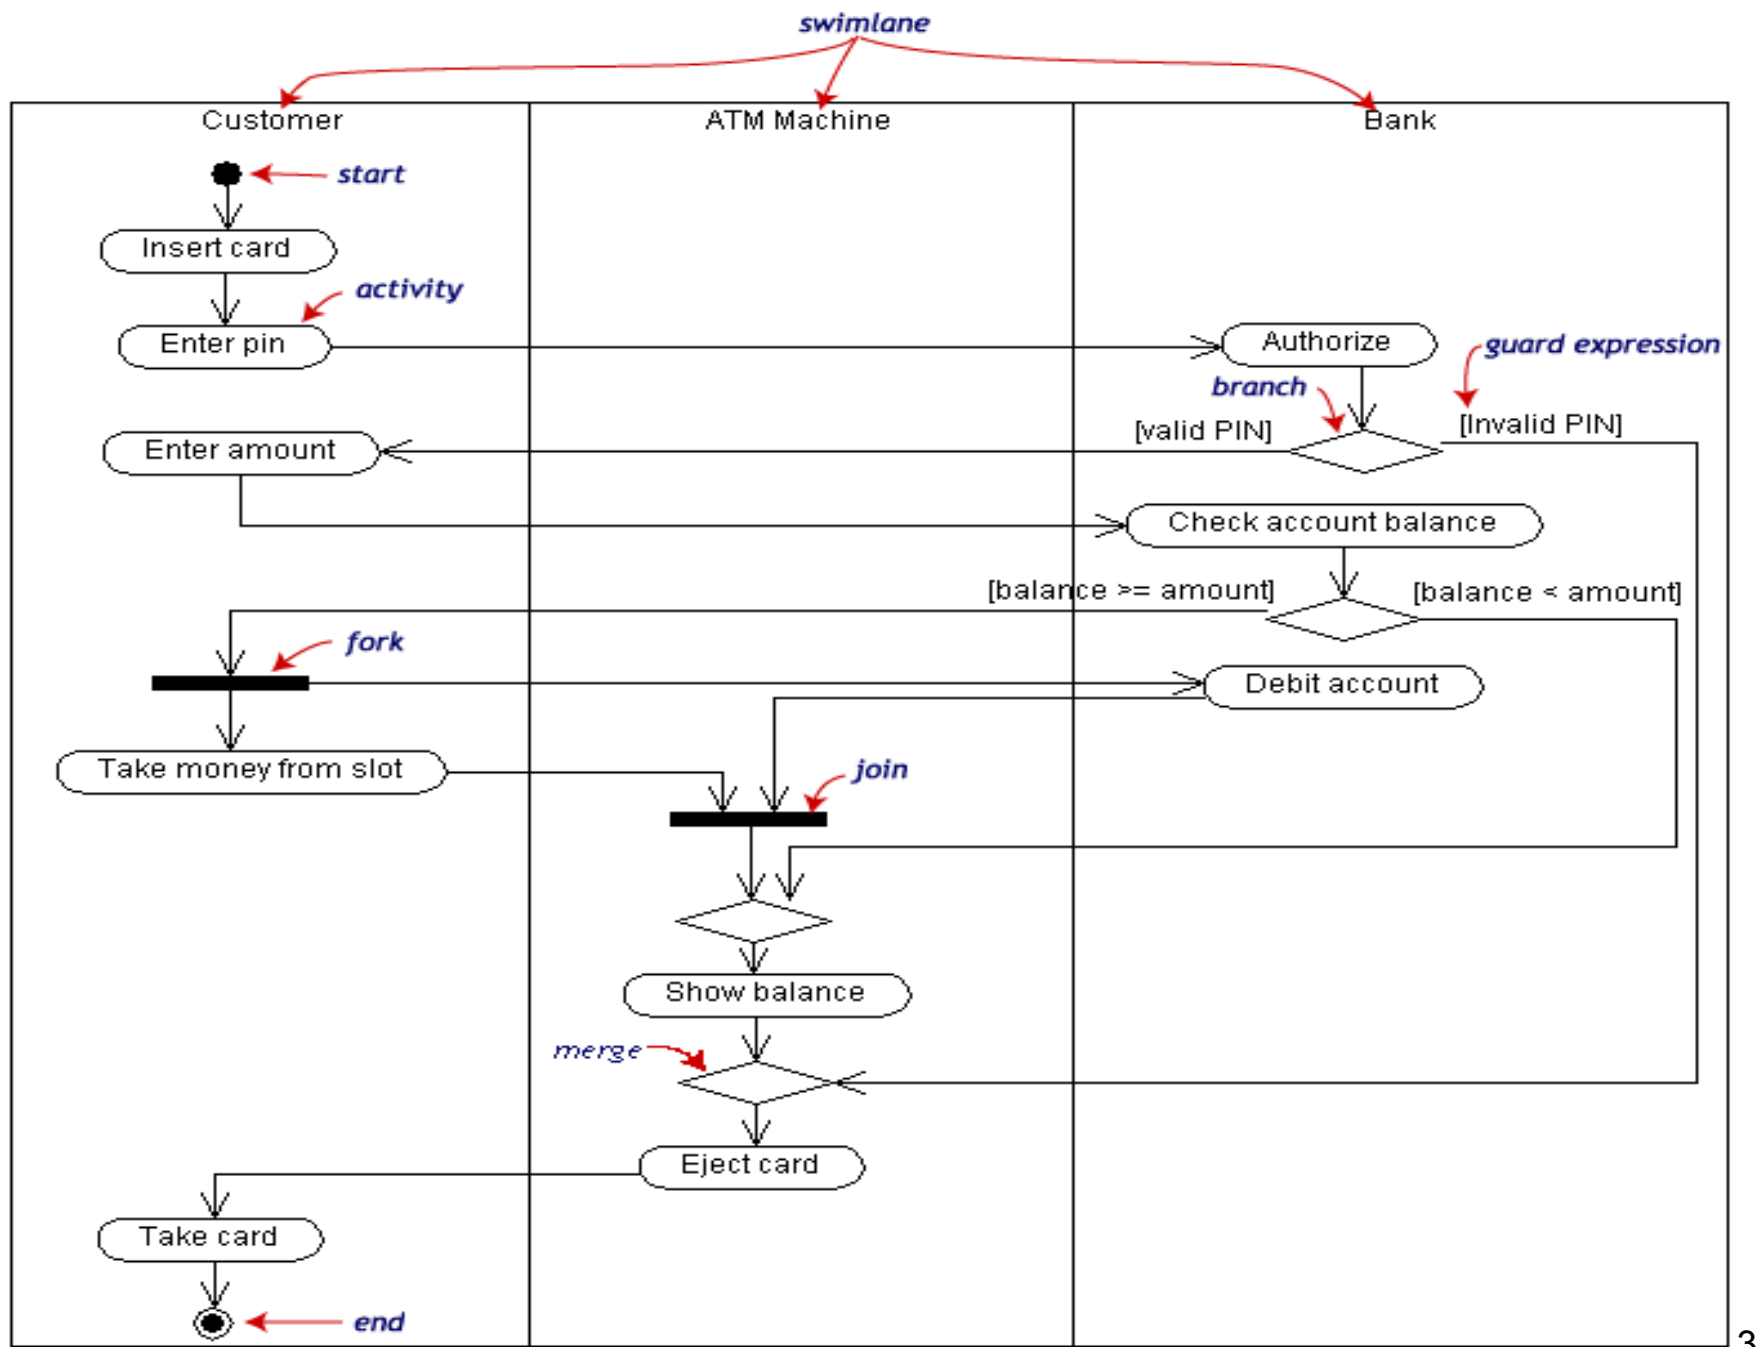 swimlane
Customer
ATM Machine
Bank
start
Insert card
activity
Enter pin
Authorize
guard expression
branch
[valid PIN]
[Invalid PIN]
Enter amount
Check account balance
[balance >= amount]
[balance < amount]
fork
Debit account
Take money from slot
join
Show balance
merge
Eject card
Take card
end
3